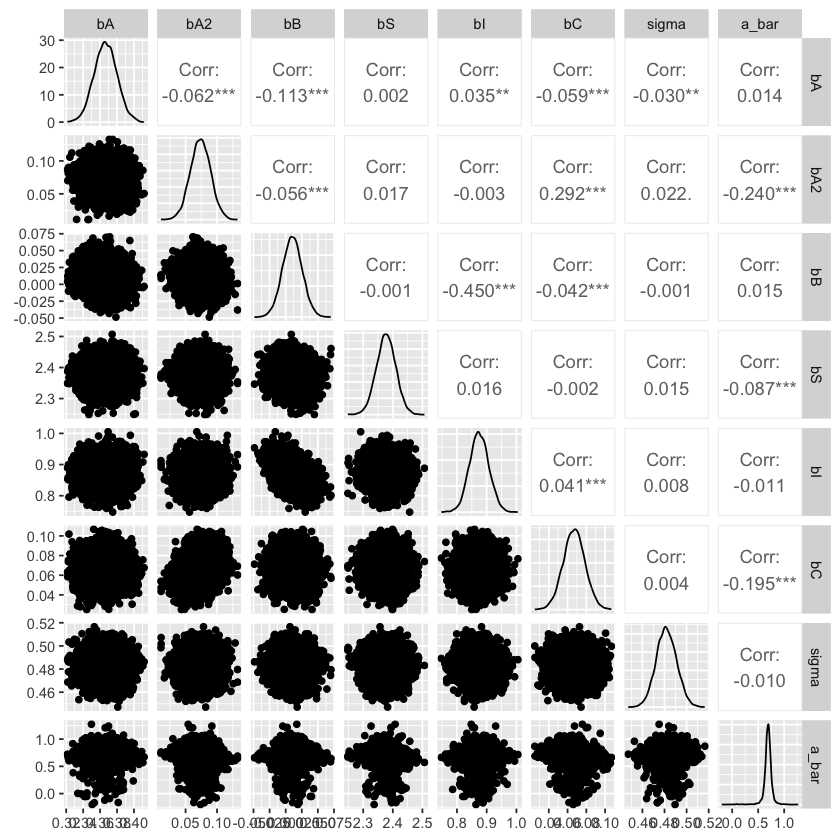 bA bA2 bB bS bI bC sigma a_bar
30
20
10
0
Corr:
-0.062***
Corr:
-0.113***
Corr:
0.002
Corr:
0.035**
Corr:
-0.059***
Corr:
-0.030**
Corr:
0.014
bA
0.10
0.05
Corr:
-0.056***
Corr:
0.017
Corr:
-0.003
Corr:
0.292***
Corr:
0.022.
Corr:
-0.240***
bA2
0.075
0.050
0.025
0.000
-0.025
-0.050
Corr:
-0.001
Corr:
-0.450***
Corr:
-0.042***
Corr:
-0.001
Corr:
0.015
bB
2.5
2.4
2.3
Corr:
0.016
Corr:
-0.002
Corr:
0.015
Corr:
-0.087***
bS
1.0
0.9
0.8
Corr:
0.041***
Corr:
0.008
Corr:
-0.011
bI
0.10
0.08
0.06
0.04
Corr:
0.004
Corr:
-0.195***
bC
0.52
0.50
0.48
0.46
Corr:
-0.010
sigma
1.0
0.5
0.0
a_bar
0.05 0.10 2.3 2.4 2.5 0.8 0.9 1.0 0.46 0.48 0.50 0.52 0.0 0.5 1.0